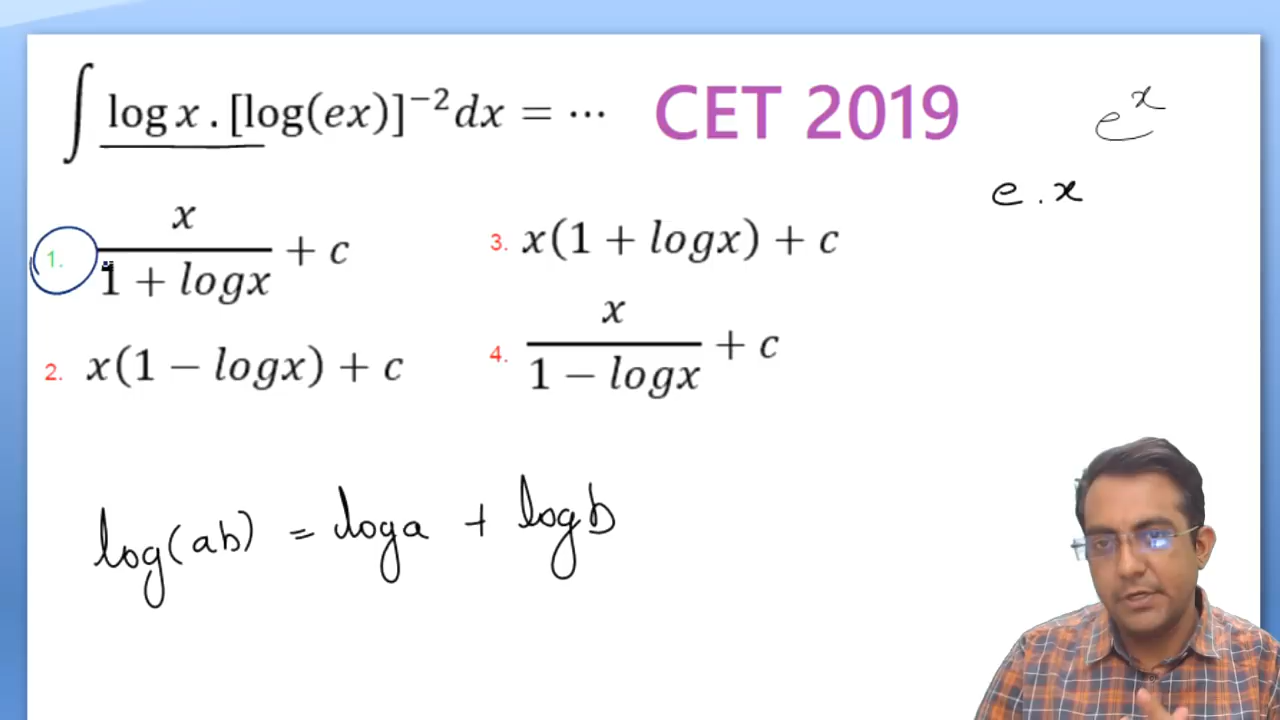 ∫ log x . [log(ex)]⁻² dx = ⋯ CET 2019
eˣ
e . x
1. x/(1 + logx) + c
3. x(1 + logx) + c
2. x(1 − logx) + c
4. x/(1 − logx) + c
log(ab) = loga + logb